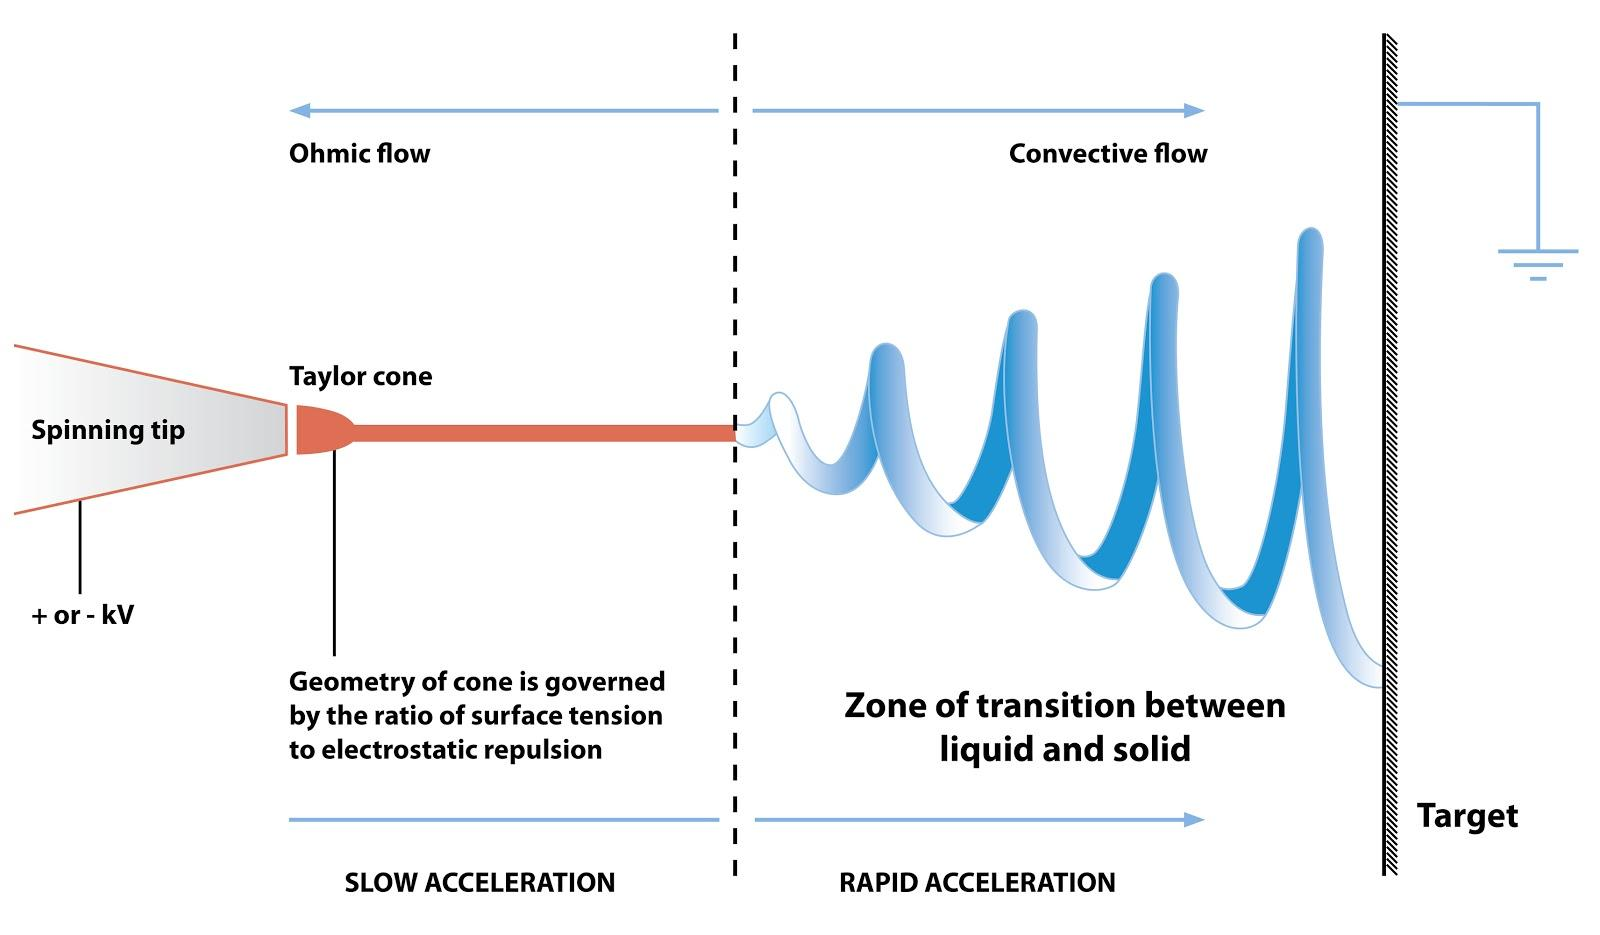 Ohmic flow
Convective flow
Taylor cone
Spinning tip
+ or - kV
Geometry of cone is governed
by the ratio of surface tension
to electrostatic repulsion
Zone of transition between
liquid and solid
Target
SLOW ACCELERATION
RAPID ACCELERATION